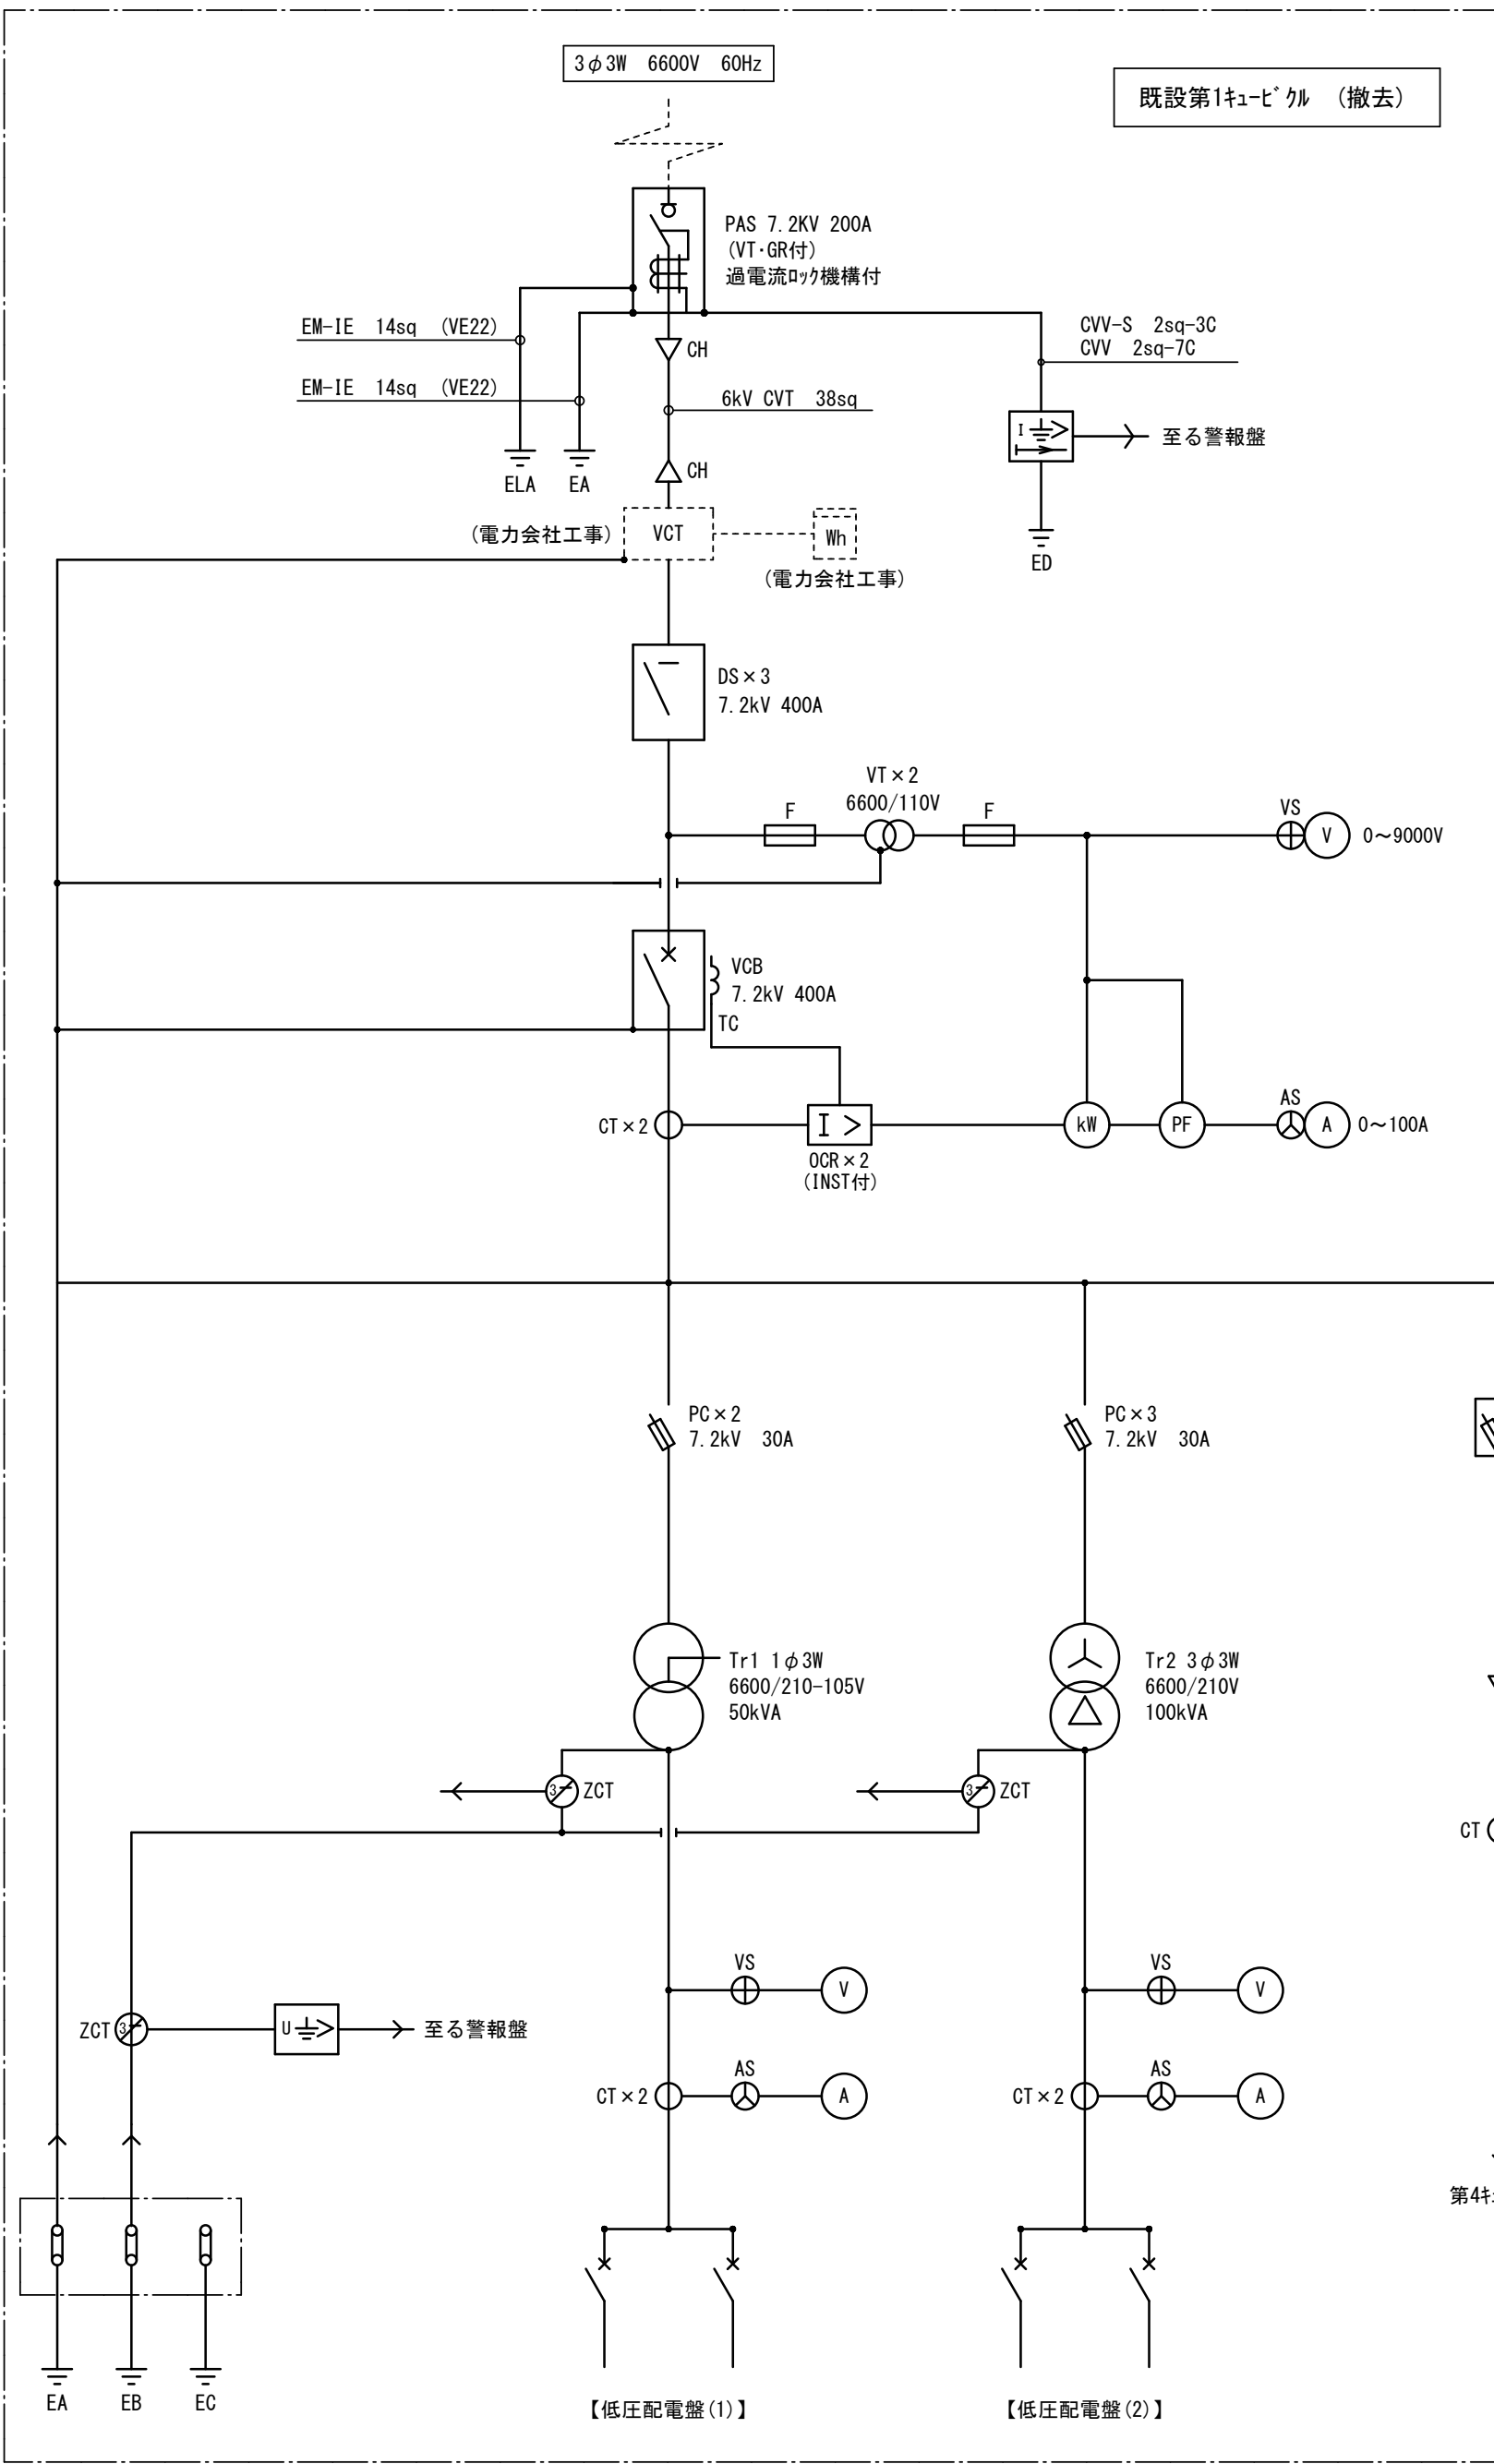 3φ3W 6600V 60Hz
既設第1ｷｭｰﾋﾞｸﾙ （撤去）
PAS 7.2KV 200A
(VT･GR付)
過電流ﾛｯｸ機構付
EM-IE 14sq (VE22)
EM-IE 14sq (VE22)
CVV-S 2sq-3C
CVV 2sq-7C
CH
6kV CVT 38sq
I
至る警報盤
CH
ELA
EA
(電力会社工事)
VCT
Wh
(電力会社工事)
ED
DS×3
7.2kV 400A
VT×2
6600/110V
F
F
VS
V
0～9000V
VCB
7.2kV 400A
TC
CT×2
I >
OCR×2
(INST付)
kW
PF
AS
A
0～100A
PC×2
7.2kV 30A
PC×3
7.2kV 30A
Tr1 1φ3W
6600/210-105V
50kVA
Tr2 3φ3W
6600/210V
100kVA
3
ZCT
3
ZCT
CT
VS
V
VS
V
ZCT
3
U
至る警報盤
CT×2
AS
A
CT×2
AS
A
第4ｷ
EA
EB
EC
【低圧配電盤(1)】
【低圧配電盤(2)】